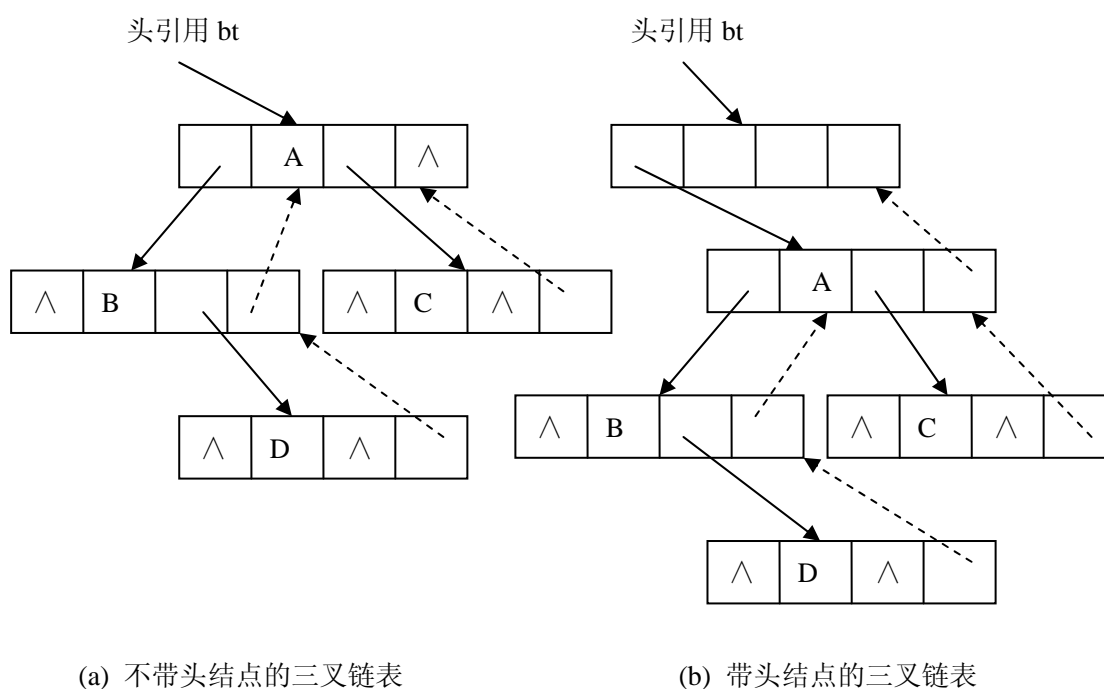 头引用 bt
头引用 bt
A ∧
A
∧ B
∧ C ∧
∧ B
∧ C ∧
∧ D ∧
∧ D ∧
(a) 不带头结点的三叉链表
(b) 带头结点的三叉链表